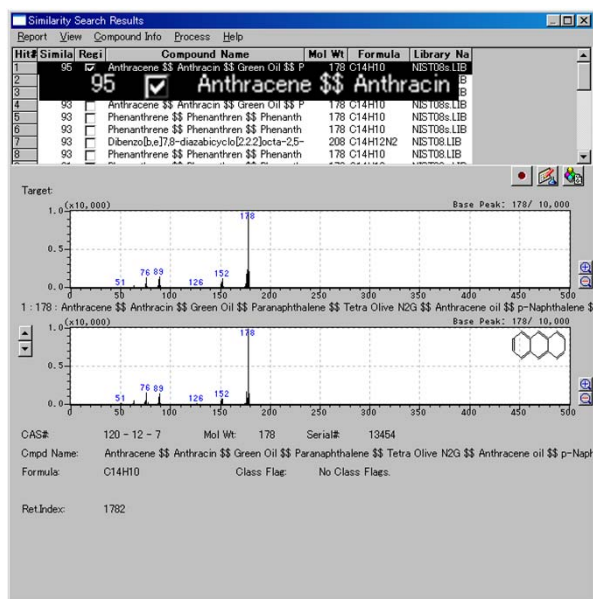 Similarity Search Results
Report View Compound Info Process Help
Hit# Simila Regi Compound Name Mol Wt Formula Library Na
1 95 Anthracene $$ Anthracin $$ Green Oil $$ P 178 C14H10 NIST08s.LIB
2
95 Anthracene $$ Anthracin
3
4 93 Anthracene $$ Anthracin $$ Green Oil $$ P 178 C14H10 NIST08s.LIB
5 93 Phenanthrene $$ Phenanthren $$ Phenanth 178 C14H10 NIST08s.LIB
6 93 Phenanthrene $$ Phenanthren $$ Phenanth 178 C14H10 NIST08s.LIB
7 93 Dibenzo[b,e]7,8-diazabicyclo[2.2.2]octa-2,5- 208 C14H12N2 NIST08.LIB
8 93 Phenanthrene $$ Phenanthren $$ Phenanth 178 C14H10 NIST08.LIB
Target:
(x10,000) Base Peak: 178/ 10,000
1.0 178
0.5
51 76 89 126 152
0.0
0 50 100 150 200 250 300 350 400 450 500
1 : 178 : Anthracene $$ Anthracin $$ Green Oil $$ Paranaphthalene $$ Tetra Olive N2G $$ Anthracene oil $$ p-Naphthalene $
(x10,000) Base Peak: 178/ 10,000
1.0 178
0.5
51 76 89 126 152
0.0
0 50 100 150 200 250 300 350 400 450 500
CAS#: 120 - 12 - 7 Mol Wt: 178 Serial#: 13454
Cmpd Name: Anthracene $$ Anthracin $$ Green Oil $$ Paranaphthalene $$ Tetra Olive N2G $$ Anthracene oil $$ p-Naph
Formula: C14H10 Class Flag: No Class Flags.
Ret.Index: 1782